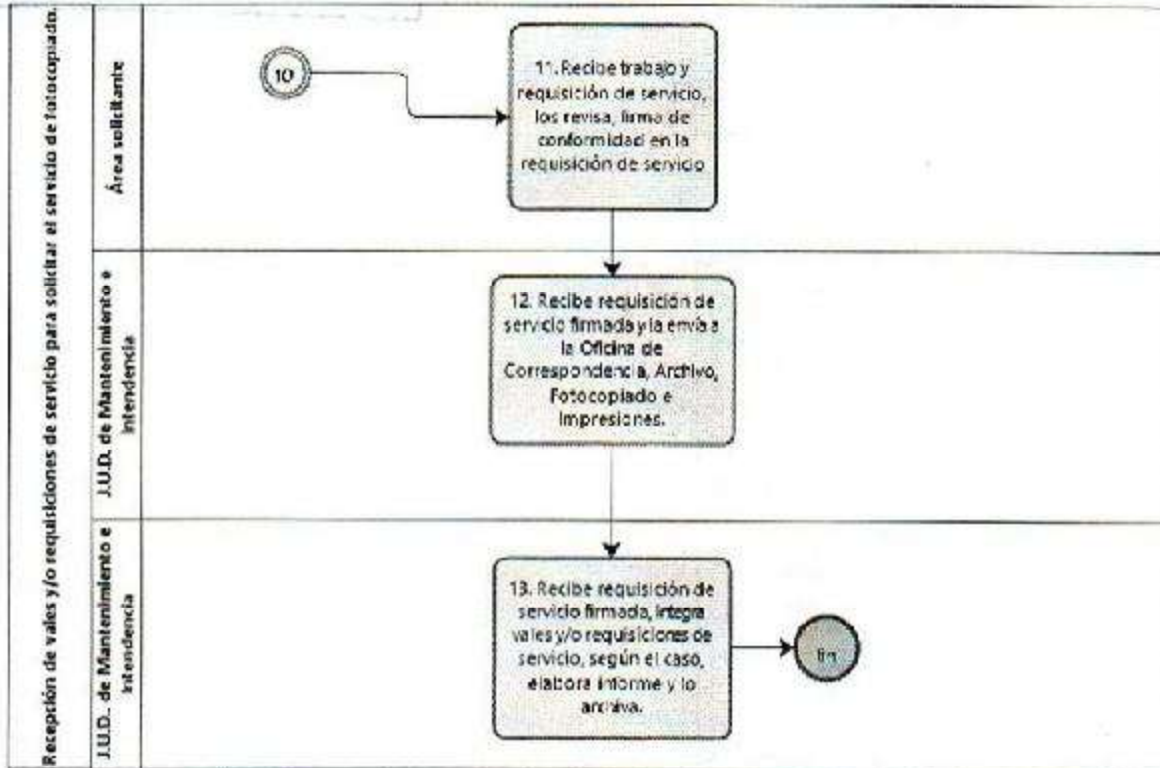 Recepción de vales y/o requisiciones de servicio para solicitar el servicio de fotocopiado.
Área solicitante
10
11. Recibe trabajo y
requisición de servicio,
los revisa, firma de
conformidad en la
requisición de servicio
J.U.D. de Mantenimiento e
Intendencia
12. Recibe requisición de
servicio firmada y la envía a
la Oficina de
Correspondencia, Archivo,
Fotocopiado e
Impresiones.
J.U.D. de Mantenimiento e
Intendencia
13. Recibe requisición de
servicio firmada, integra
vales y/o requisiciones de
servicio, según el caso,
elabora informe y lo
archiva.
fin